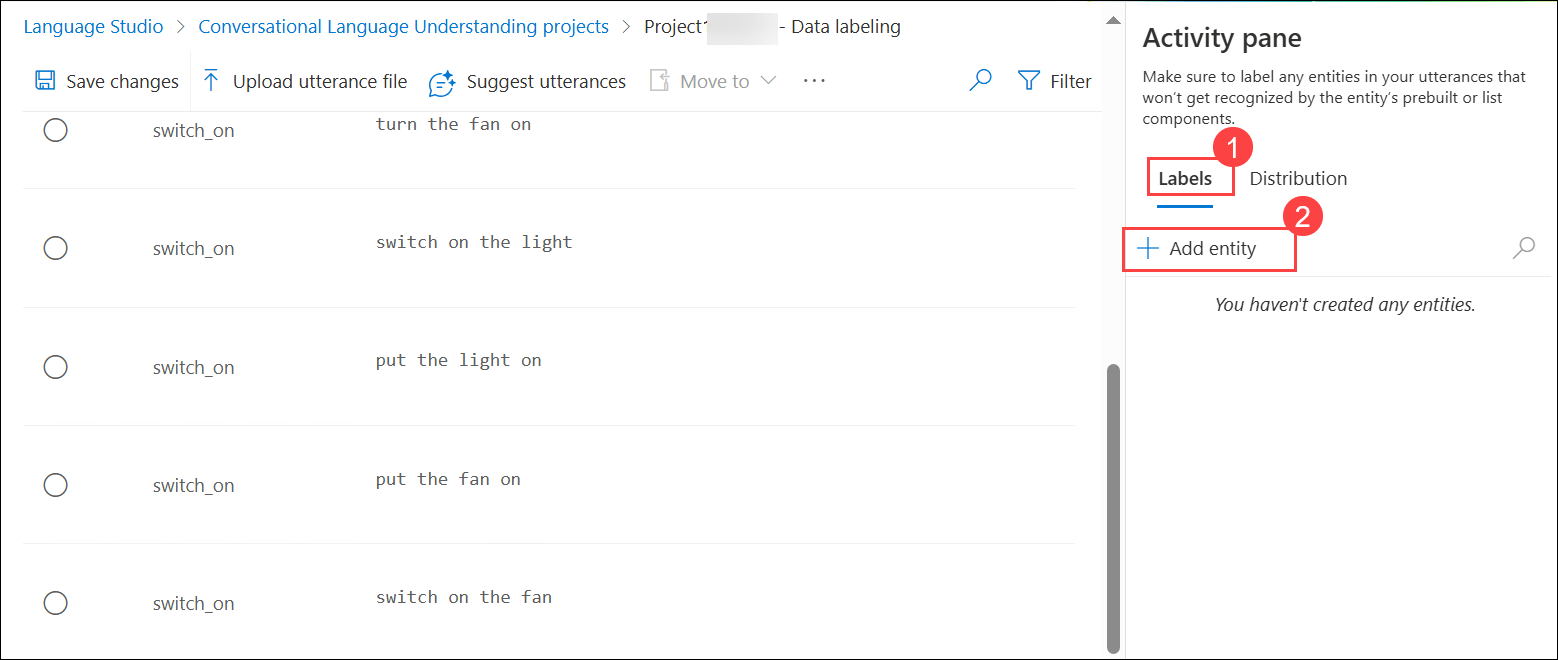 Language Studio > Conversational Language Understanding projects > Project1 - Data labeling
Save changes Upload utterance file Suggest utterances Move to ... Filter
switch_on turn the fan on
switch_on switch on the light
switch_on put the light on
switch_on put the fan on
switch_on switch on the fan
Activity pane
Make sure to label any entities in your utterances that
won't get recognized by the entity's prebuilt or list
components.
1
Labels Distribution
2
+ Add entity
You haven't created any entities.